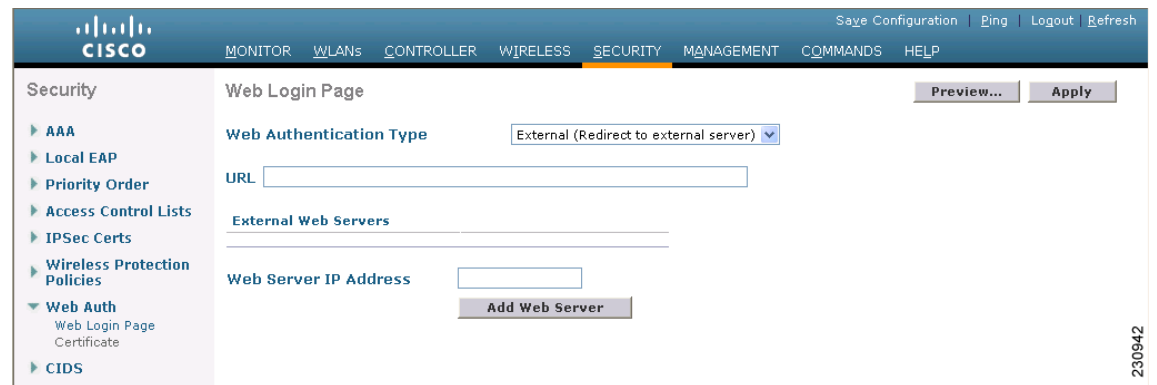 Save Configuration | Ping | Logout | Refresh
CISCO
MONITOR WLANs CONTROLLER WIRELESS SECURITY MANAGEMENT COMMANDS HELP
Security
AAA
Local EAP
Priority Order
Access Control Lists
IPSec Certs
Wireless Protection
Policies
Web Auth
Web Login Page
Certificate
CIDS
Web Login Page
Preview... Apply
Web Authentication Type External (Redirect to external server)
URL
External Web Servers
Web Server IP Address
Add Web Server
230942